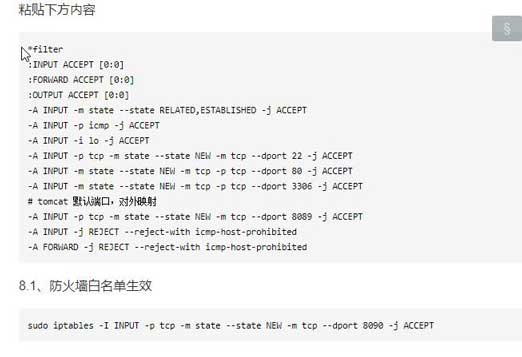 粘贴下方内容
§
*filter
:INPUT ACCEPT [0:0]
:FORWARD ACCEPT [0:0]
:OUTPUT ACCEPT [0:0]
-A INPUT -m state --state RELATED,ESTABLISHED -j ACCEPT
-A INPUT -p icmp -j ACCEPT
-A INPUT -i lo -j ACCEPT
-A INPUT -p tcp -m state --state NEW -m tcp --dport 22 -j ACCEPT
-A INPUT -m state --state NEW -m tcp -p tcp --dport 80 -j ACCEPT
-A INPUT -m state --state NEW -m tcp -p tcp --dport 3306 -j ACCEPT
# tomcat 默认端口，对外映射
-A INPUT -p tcp -m state --state NEW -m tcp --dport 8089 -j ACCEPT
-A INPUT -j REJECT --reject-with icmp-host-prohibited
-A FORWARD -j REJECT --reject-with icmp-host-prohibited
8.1、防火墙白名单生效
sudo iptables -I INPUT -p tcp -m state --state NEW -m tcp --dport 8090 -j ACCEPT